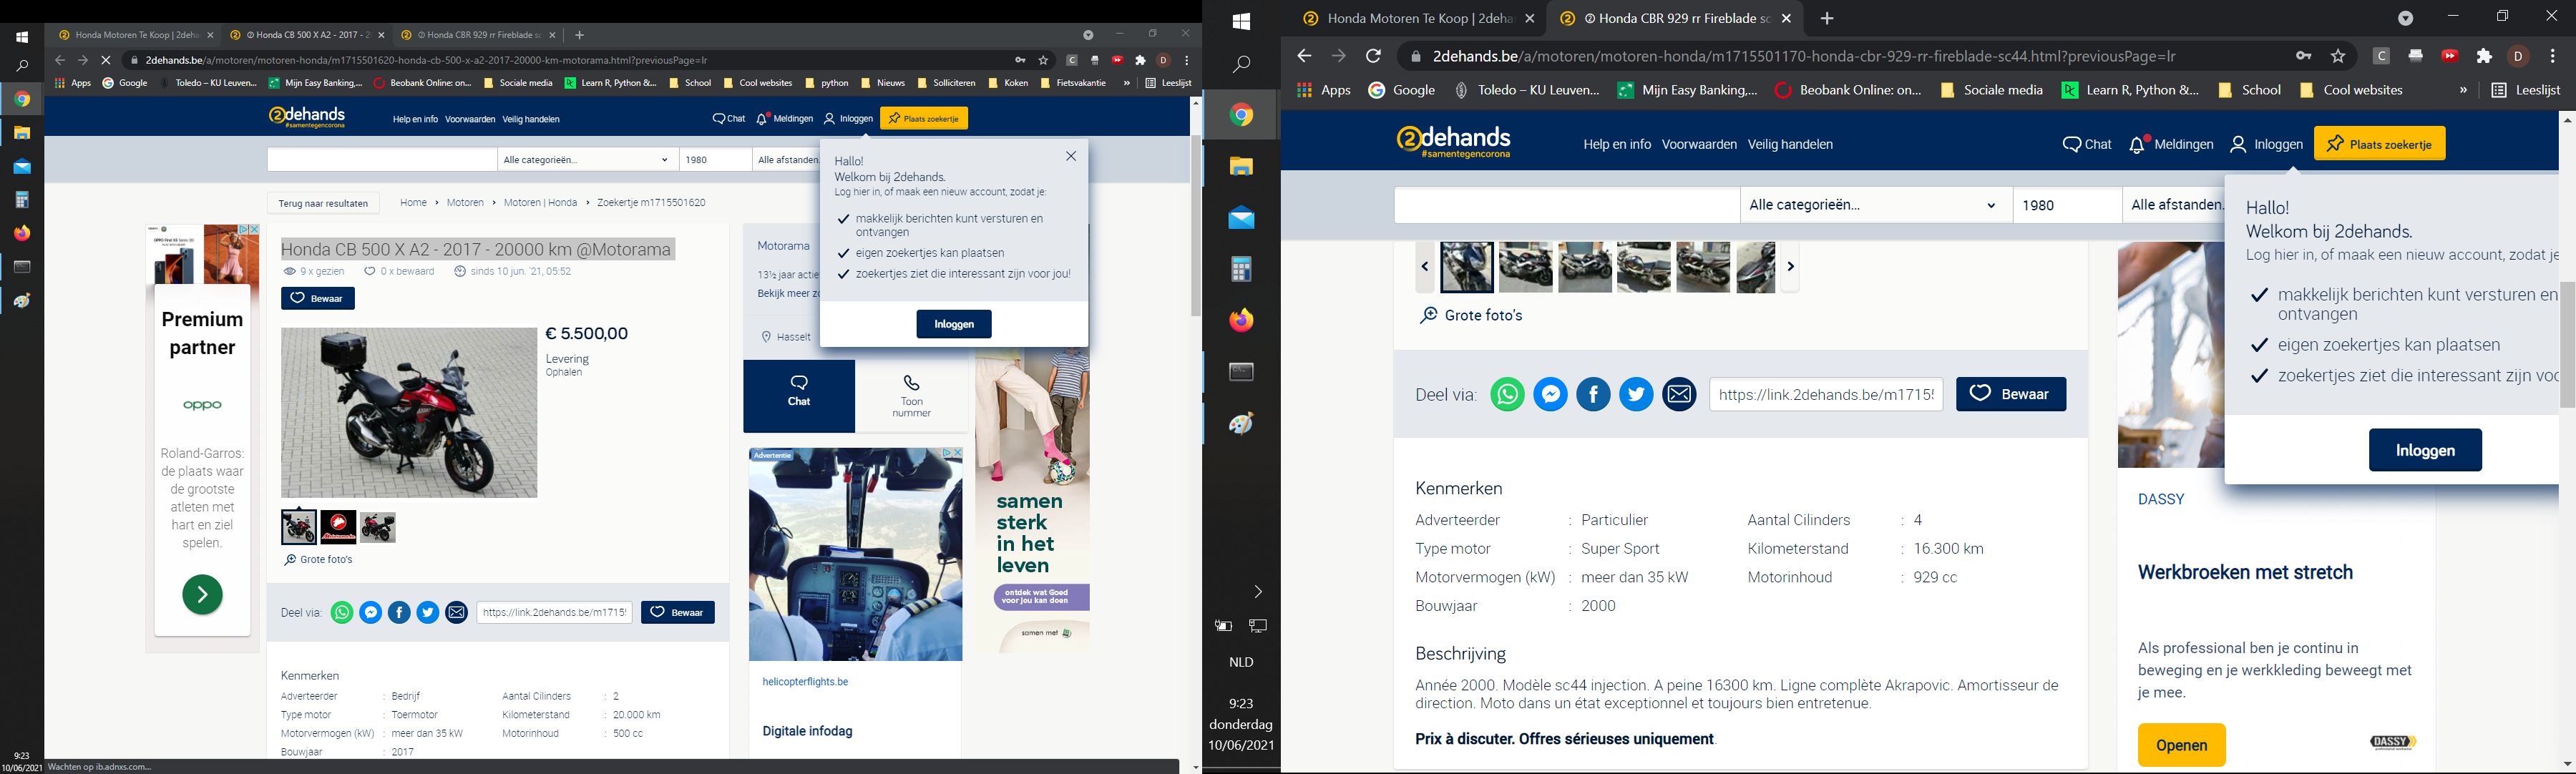 Honda Motoren Te Koop | 2deha
② Honda CB 500 X A2 - 2017 - 2
② Honda CBR 929 rr Fireblade sc
2dehands.be/a/motoren/motoren-honda/m1715501620-honda-cb-500-x-a2-2017-20000-km-motorama.html?previousPage=lr
Apps
Google
Toledo – KU Leuven...
Mijn Easy Banking,...
Beobank Online: on...
Sociale media
Learn R, Python &...
School
Cool websites
python
Nieuws
Solliciteren
Koken
Fietsvakantie
»
Leeslijst
2dehands
#samentegencorona
Help en info
Voorwaarden
Veilig handelen
Chat
Meldingen
Inloggen
Plaats zoekertje
Alle categorieën...
1980
Alle afstanden.
Hallo!
Welkom bij 2dehands.
Log hier in, of maak een nieuw account, zodat je:
makkelijk berichten kunt versturen en
ontvangen
eigen zoekertjes kan plaatsen
zoekertjes ziet die interessant zijn voor jou!
Inloggen
Terug naar resultaten
Home
Motoren
Motoren | Honda
Zoekertje m1715501620
Honda CB 500 X A2 - 2017 - 20000 km @Motorama
9 x gezien
0 x bewaard
sinds 10 jun. '21, 05:52
Bewaar
€ 5.500,00
Levering
Ophalen
Grote foto's
Motorama
13½ jaar actie
Bekijk meer zo
Hasselt
Chat
Toon
nummer
oppo
Premium
partner
oppo
Roland-Garros:
de plaats waar
de grootste
atleten met
hart en ziel
spelen.
Advertentie
helicopterflights.be
Digitale infodag
samen
sterk
in het
leven
ontdek wat Goed
voor jou kan doen
samen met
Deel via:
https://link.2dehands.be/m1715!
Bewaar
Kenmerken
Adverteerder : Bedrijf
Aantal Cilinders : 2
Type motor : Toermotor
Kilometerstand : 20.000 km
Motorvermogen (kW) : meer dan 35 kW
Motorinhoud : 500 cc
Bouwjaar : 2017
9:23
10/06/2021
Wachten op ib.adnxs.com...
Honda Motoren Te Koop | 2deha
② Honda CBR 929 rr Fireblade sc
2dehands.be/a/motoren/motoren-honda/m1715501170-honda-cbr-929-rr-fireblade-sc44.html?previousPage=lr
D
Apps
Google
Toledo – KU Leuven...
Mijn Easy Banking,...
Beobank Online: on...
Sociale media
Learn R, Python &...
School
Cool websites
»
Leeslijst
2dehands
#samentegencorona
Help en info
Voorwaarden
Veilig handelen
Chat
Meldingen
Inloggen
Plaats zoekertje
Alle categorieën...
1980
Alle afstanden.
Hallo!
Welkom bij 2dehands.
Log hier in, of maak een nieuw account, zodat je
makkelijk berichten kunt versturen en
ontvangen
eigen zoekertjes kan plaatsen
zoekertjes ziet die interessant zijn voo
Inloggen
Grote foto's
Deel via:
https://link.2dehands.be/m1715!
Bewaar
Kenmerken
Adverteerder : Particulier
Aantal Cilinders : 4
Type motor : Super Sport
Kilometerstand : 16.300 km
Motorvermogen (kW) : meer dan 35 kW
Motorinhoud : 929 cc
Bouwjaar : 2000
Beschrijving
Année 2000. Modèle sc44 injection. A peine 16300 km. Ligne complète Akrapovic. Amortisseur de
direction. Moto dans un état exceptionnel et toujours bien entretenue.
Prix à discuter. Offres sérieuses uniquement.
DASSY
Werkbroeken met stretch
Als professional ben je continu in
beweging en je werkkleding beweegt met
je mee.
Openen
DASSY
NLD
9:23
donderdag
10/06/2021